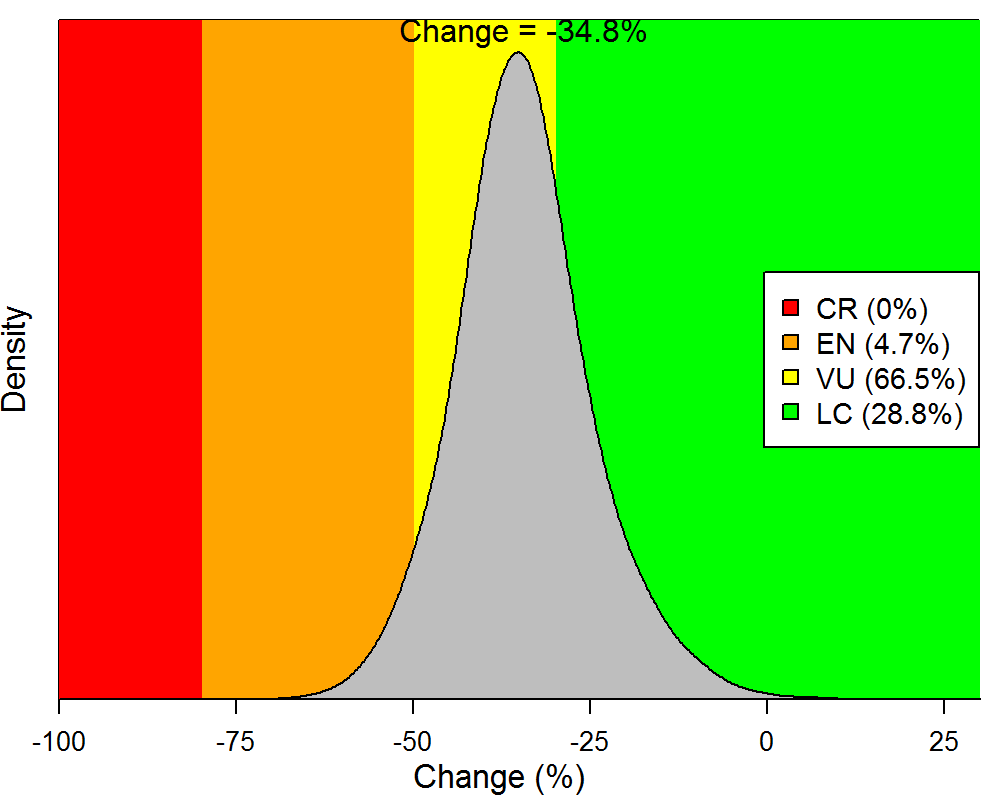 Change = -34.8%
Density
CR (0%)
EN (4.7%)
VU (66.5%)
LC (28.8%)
-100 -75 -50 -25 0 25
Change (%)